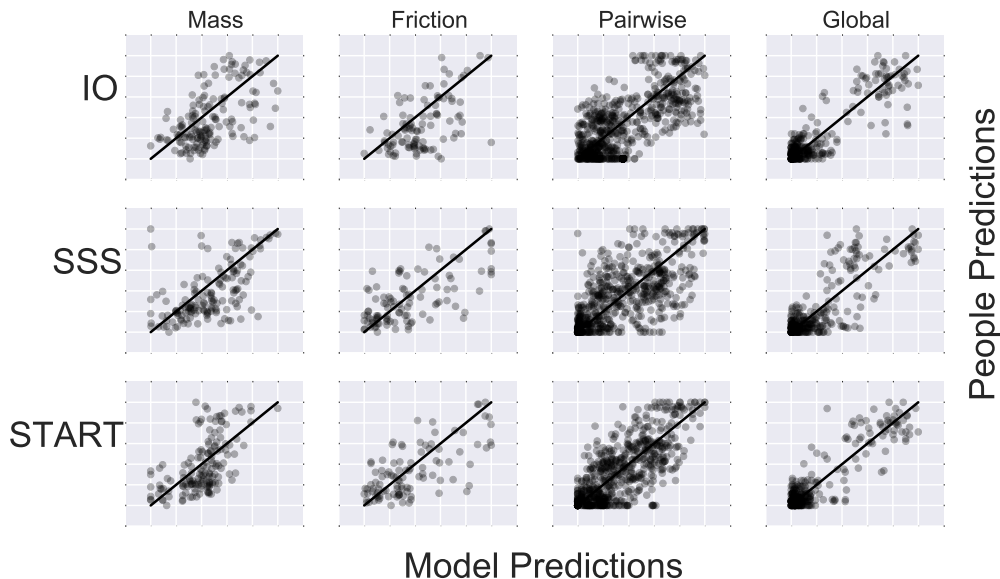 Mass Friction Pairwise Global
IO
SSS
START
People Predictions
Model Predictions